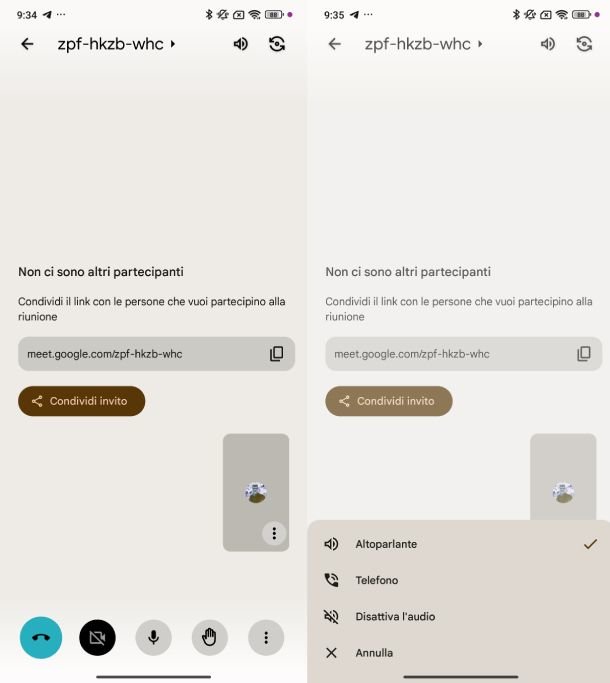 9:34
88
zpf-hkzb-whc
Non ci sono altri partecipanti
Condividi il link con le persone che vuoi partecipino alla
riunione
meet.google.com/zpf-hkzb-whc
Condividi invito
9:35
88
zpf-hkzb-whc
Non ci sono altri partecipanti
Condividi il link con le persone che vuoi partecipino alla
riunione
meet.google.com/zpf-hkzb-whc
Condividi invito
Altoparlante
Telefono
Disattiva l'audio
Annulla